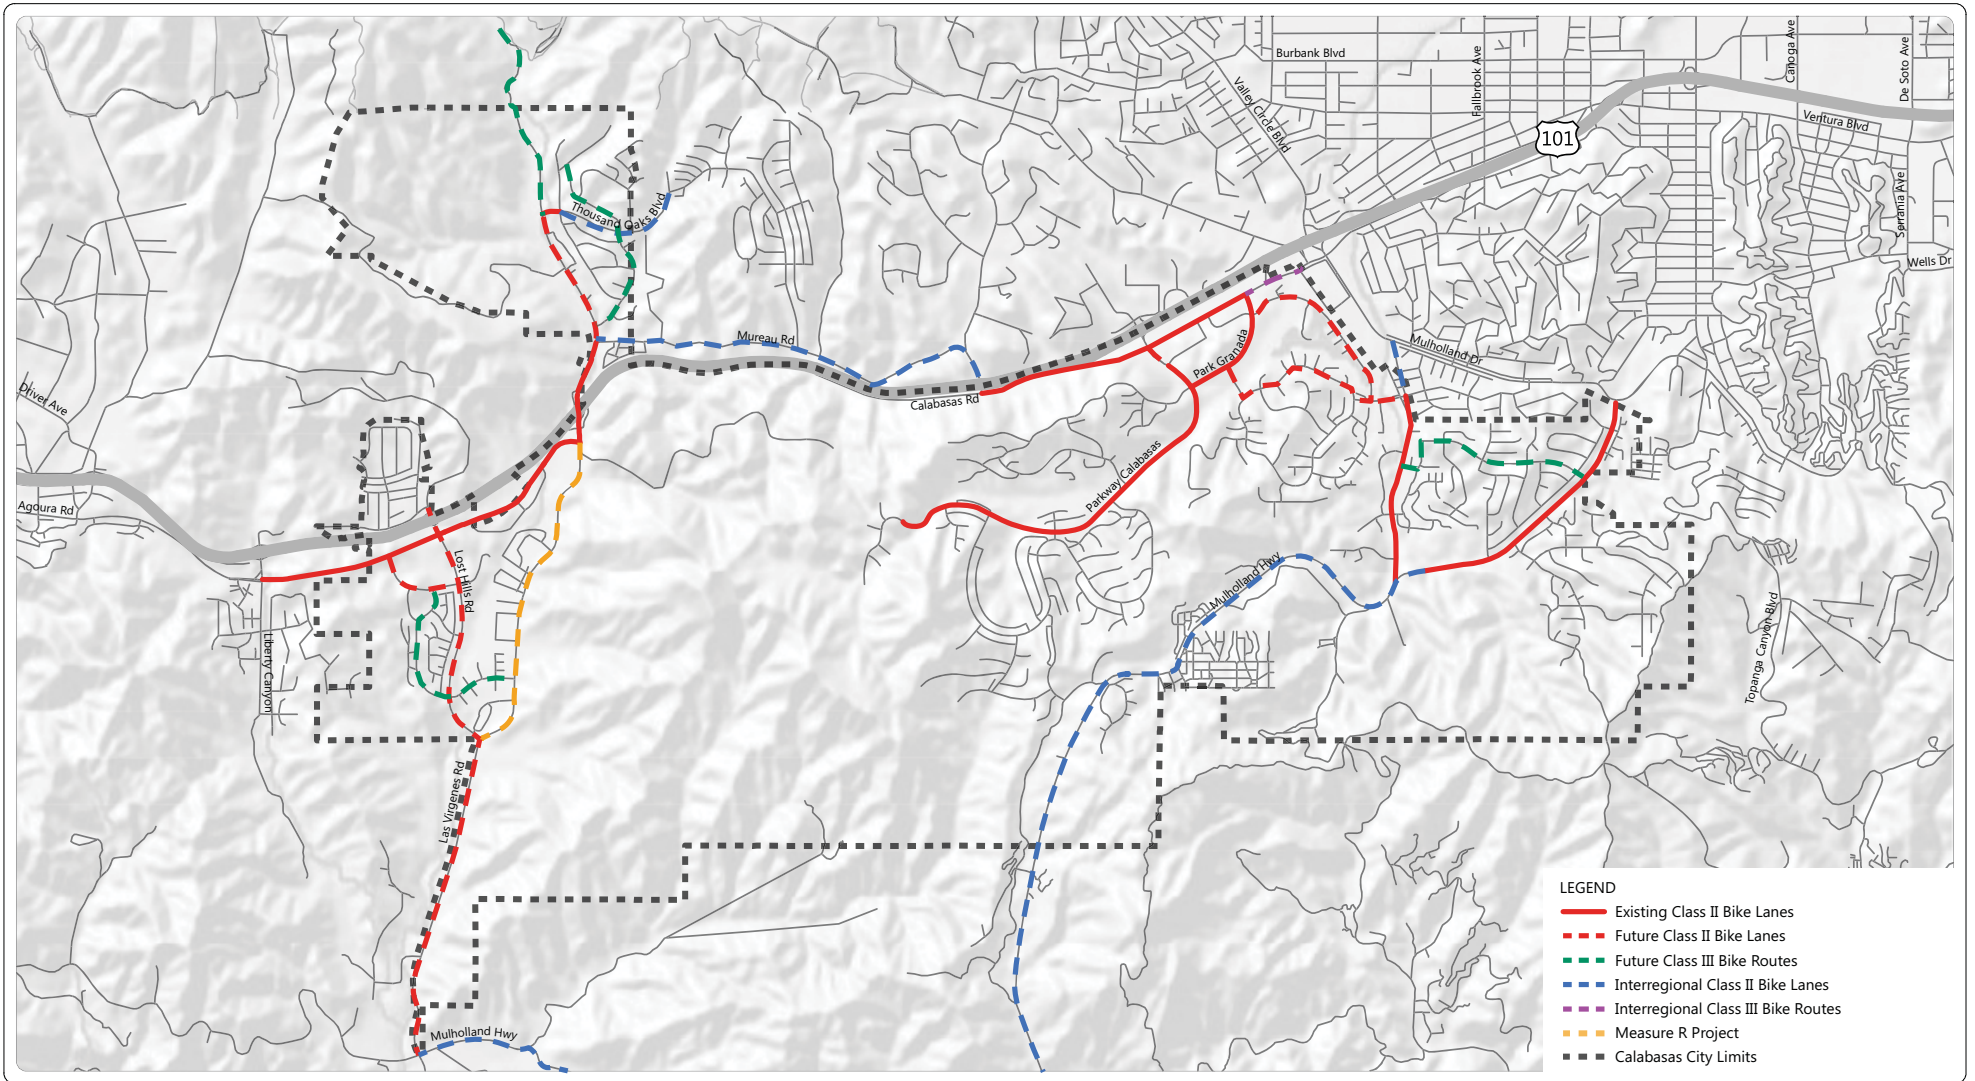 Burbank Blvd
Valley Circle Blvd
Fallbrook Ave
Canoga Ave
De Soto Ave
101
Ventura Blvd
Serrania Ave
Wells Dr
Thousand Oaks Blvd
Mureau Rd
Mulholland Dr
Park Granada
Driver Ave
Calabasas Rd
Parkway Calabasas
Agoura Rd
Lost Hills Rd
Mulholland Hwy
Liberty Canyon
Topanga Canyon Blvd
Las Virgenes Rd
Mulholland Hwy
LEGEND
Existing Class II Bike Lanes
Future Class II Bike Lanes
Future Class III Bike Routes
Interregional Class II Bike Lanes
Interregional Class III Bike Routes
Measure R Project
Calabasas City Limits